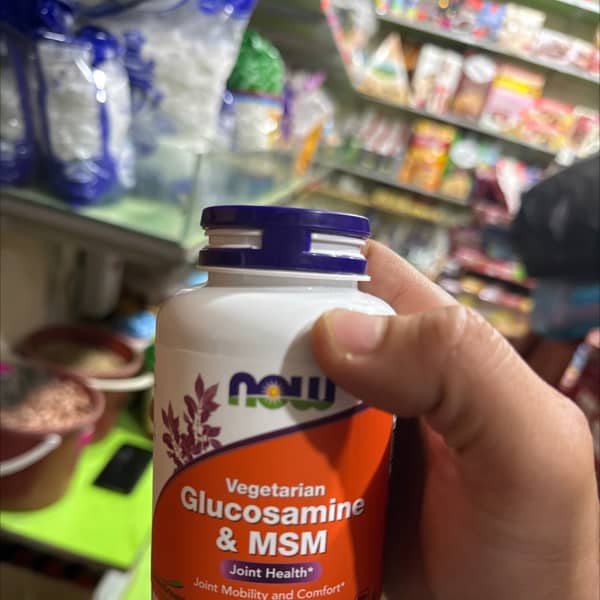 now
Vegetarian
Glucosamine
& MSM
Joint Health*
Joint Mobility and Comfort*